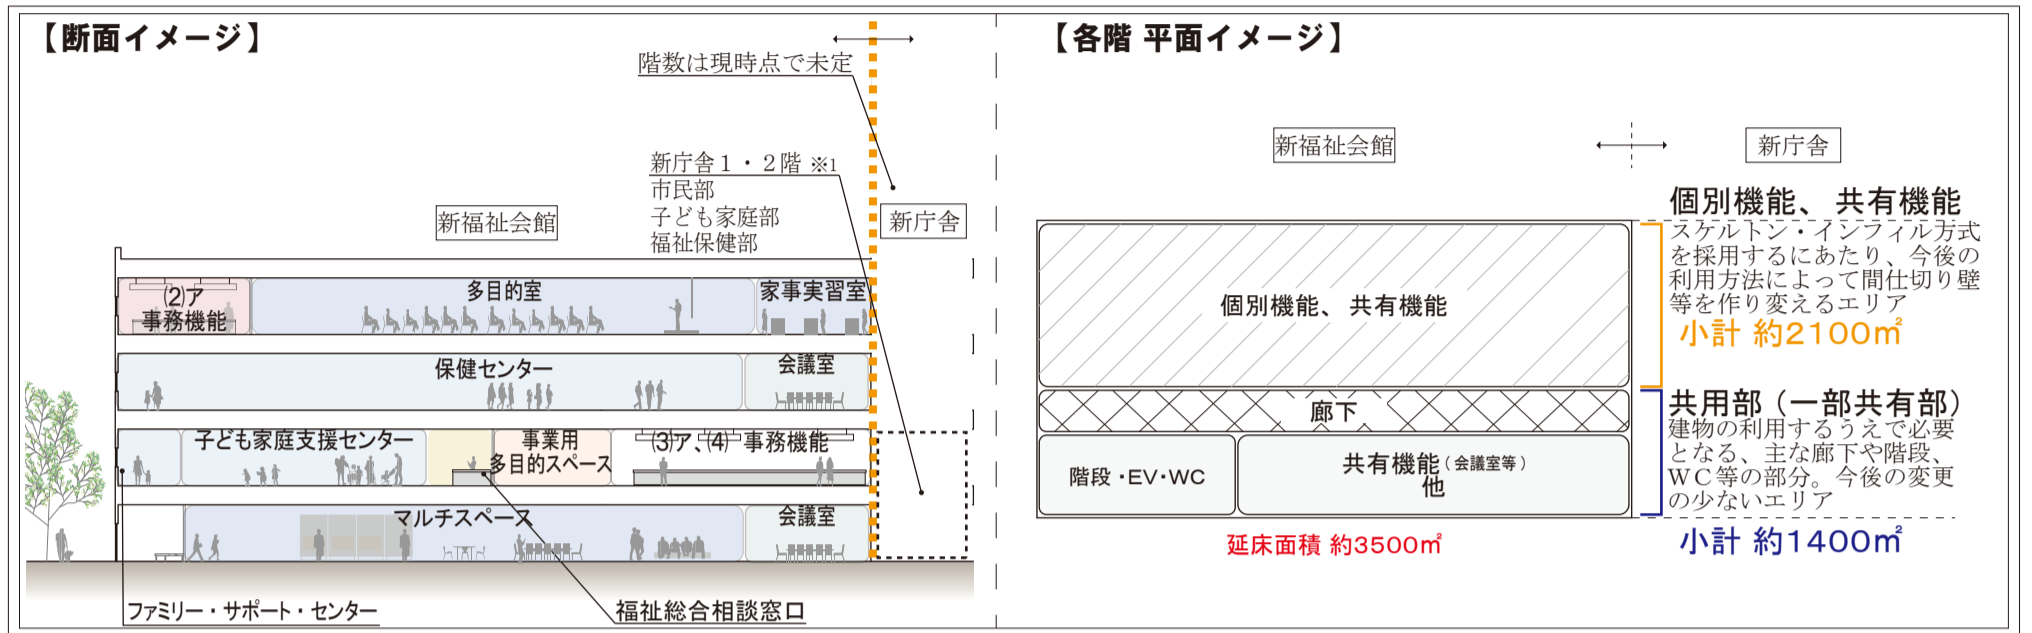 【断面イメージ】
階数は現時点で未定
新庁舎１・２階 ※1
市民部
子ども家庭部
福祉保健部
新福祉会館
新庁舎
⑵ア
事務機能
多目的室
家事実習室
保健センター
会議室
子ども家庭支援センター
事業用
多目的スペース
⑶ア、⑷ 事務機能
マルチスペース
会議室
ファミリー・サポート・センター
福祉総合相談窓口
【各階 平面イメージ】
新福祉会館
新庁舎
個別機能、共有機能
廊下
階段・EV・WC
共有機能（会議室等）
他
延床面積 約3500㎡
個別機能、共有機能
スケルトン・インフィル方式
を採用するにあたり、今後の
利用方法によって間仕切り壁
等を作り変えるエリア
小計 約2100㎡
共用部（一部共有部）
建物の利用するうえで必要
となる、主な廊下や階段、
ＷＣ等の部分。今後の変更
の少ないエリア
小計 約1400㎡